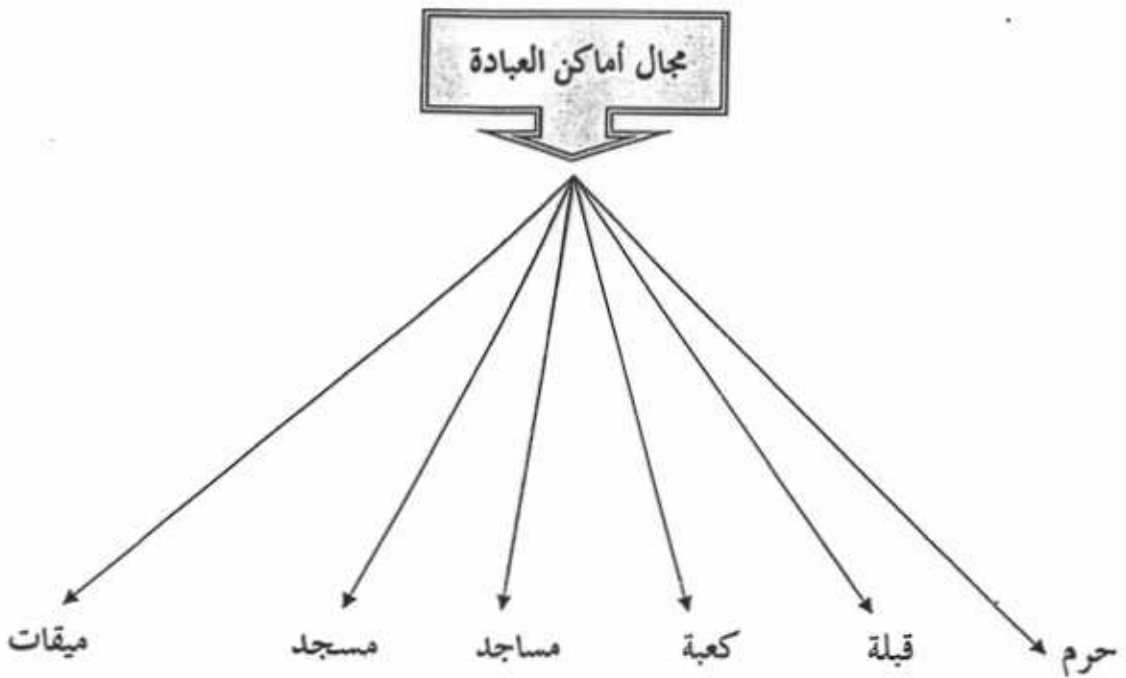 مجال أماكن العبادة
حرم قبلة كعبة مساجد مسجد ميقات